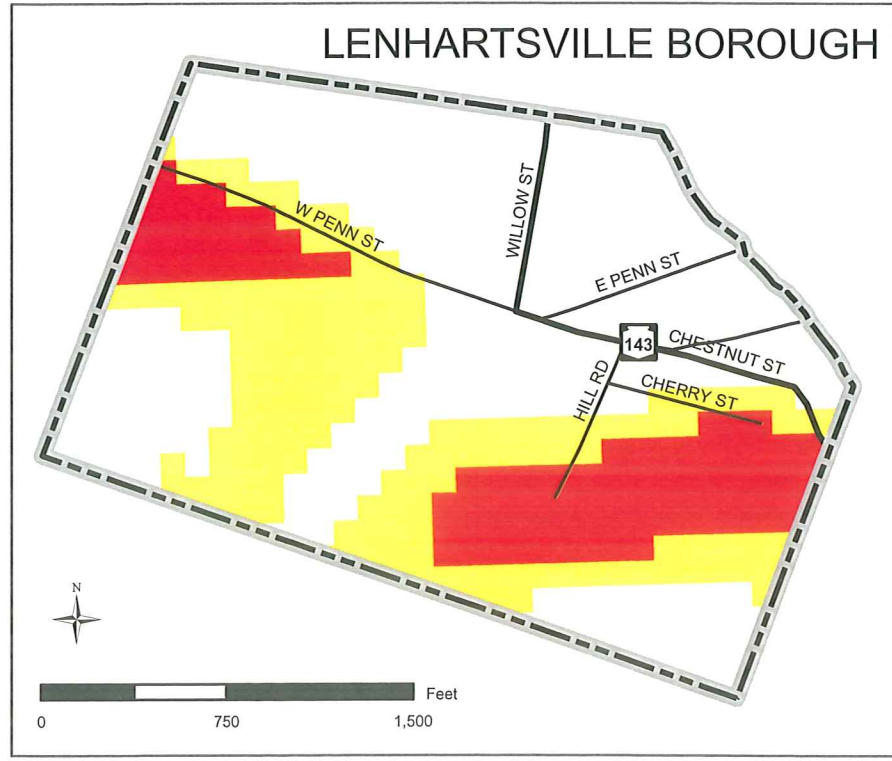 LENHARTSVILLE BOROUGH
WILLOW ST
W PENN ST
E PENN ST
143
CHESTNUT ST
HILL RD
CHERRY ST
N
Feet
0 750 1,500